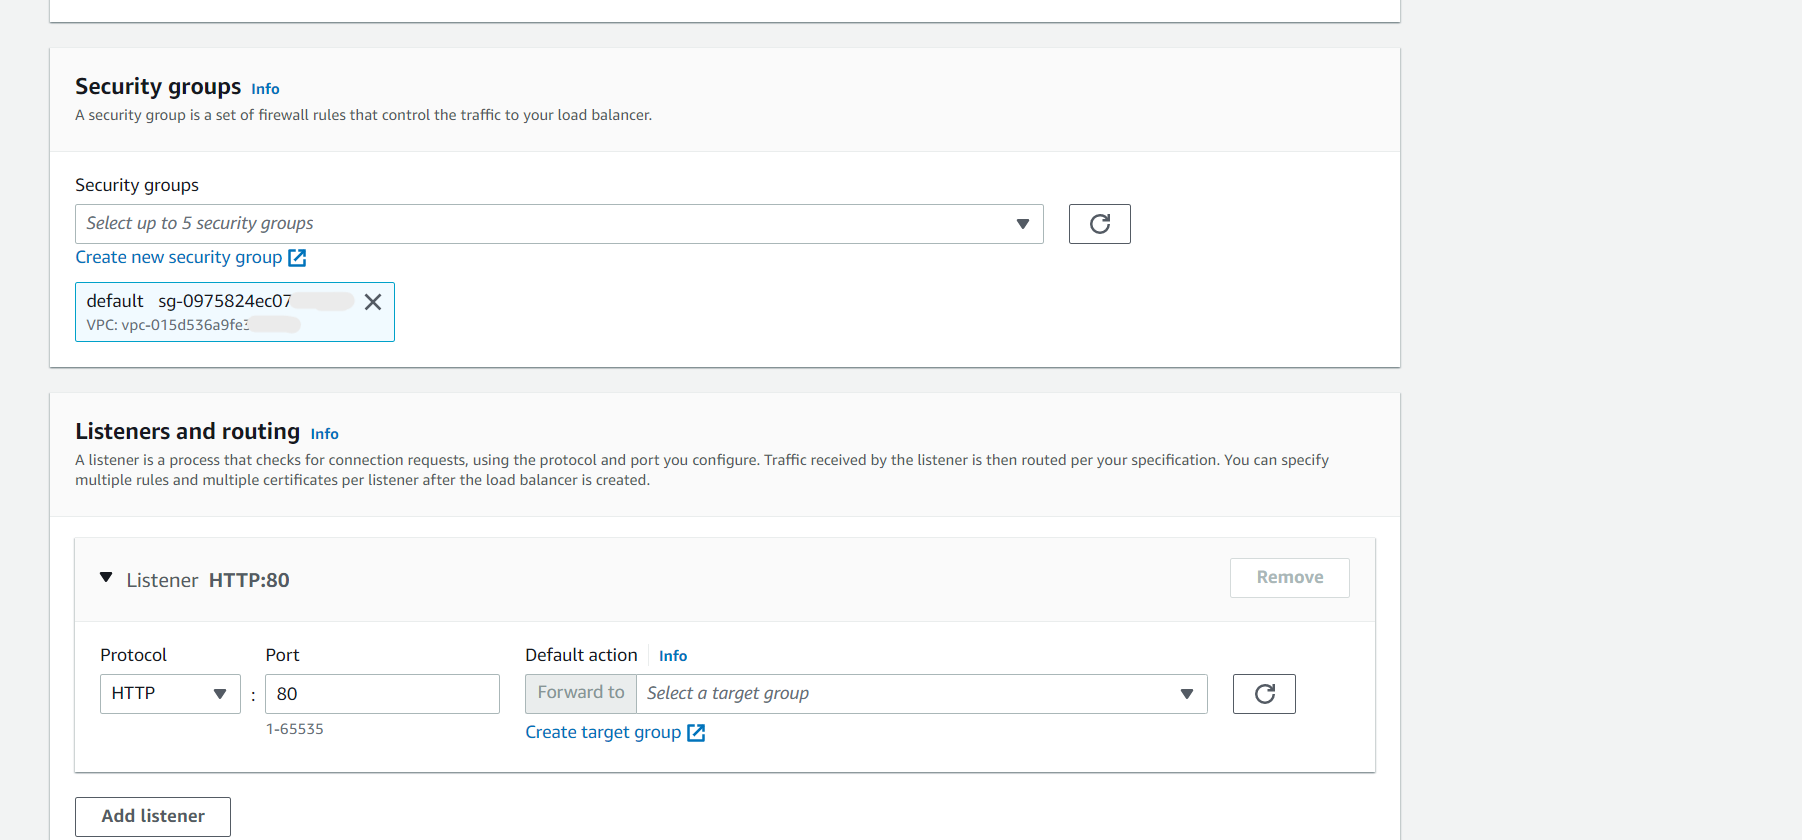 Security groups Info
A security group is a set of firewall rules that control the traffic to your load balancer.
Security groups
Select up to 5 security groups
Create new security group
default sg-0975824ec07
VPC: vpc-015d536a9fe3
Listeners and routing Info
A listener is a process that checks for connection requests, using the protocol and port you configure. Traffic received by the listener is then routed per your specification. You can specify
multiple rules and multiple certificates per listener after the load balancer is created.
Listener HTTP:80
Remove
Protocol Port Default action Info
HTTP : 80 Forward to Select a target group
1-65535
Create target group
Add listener